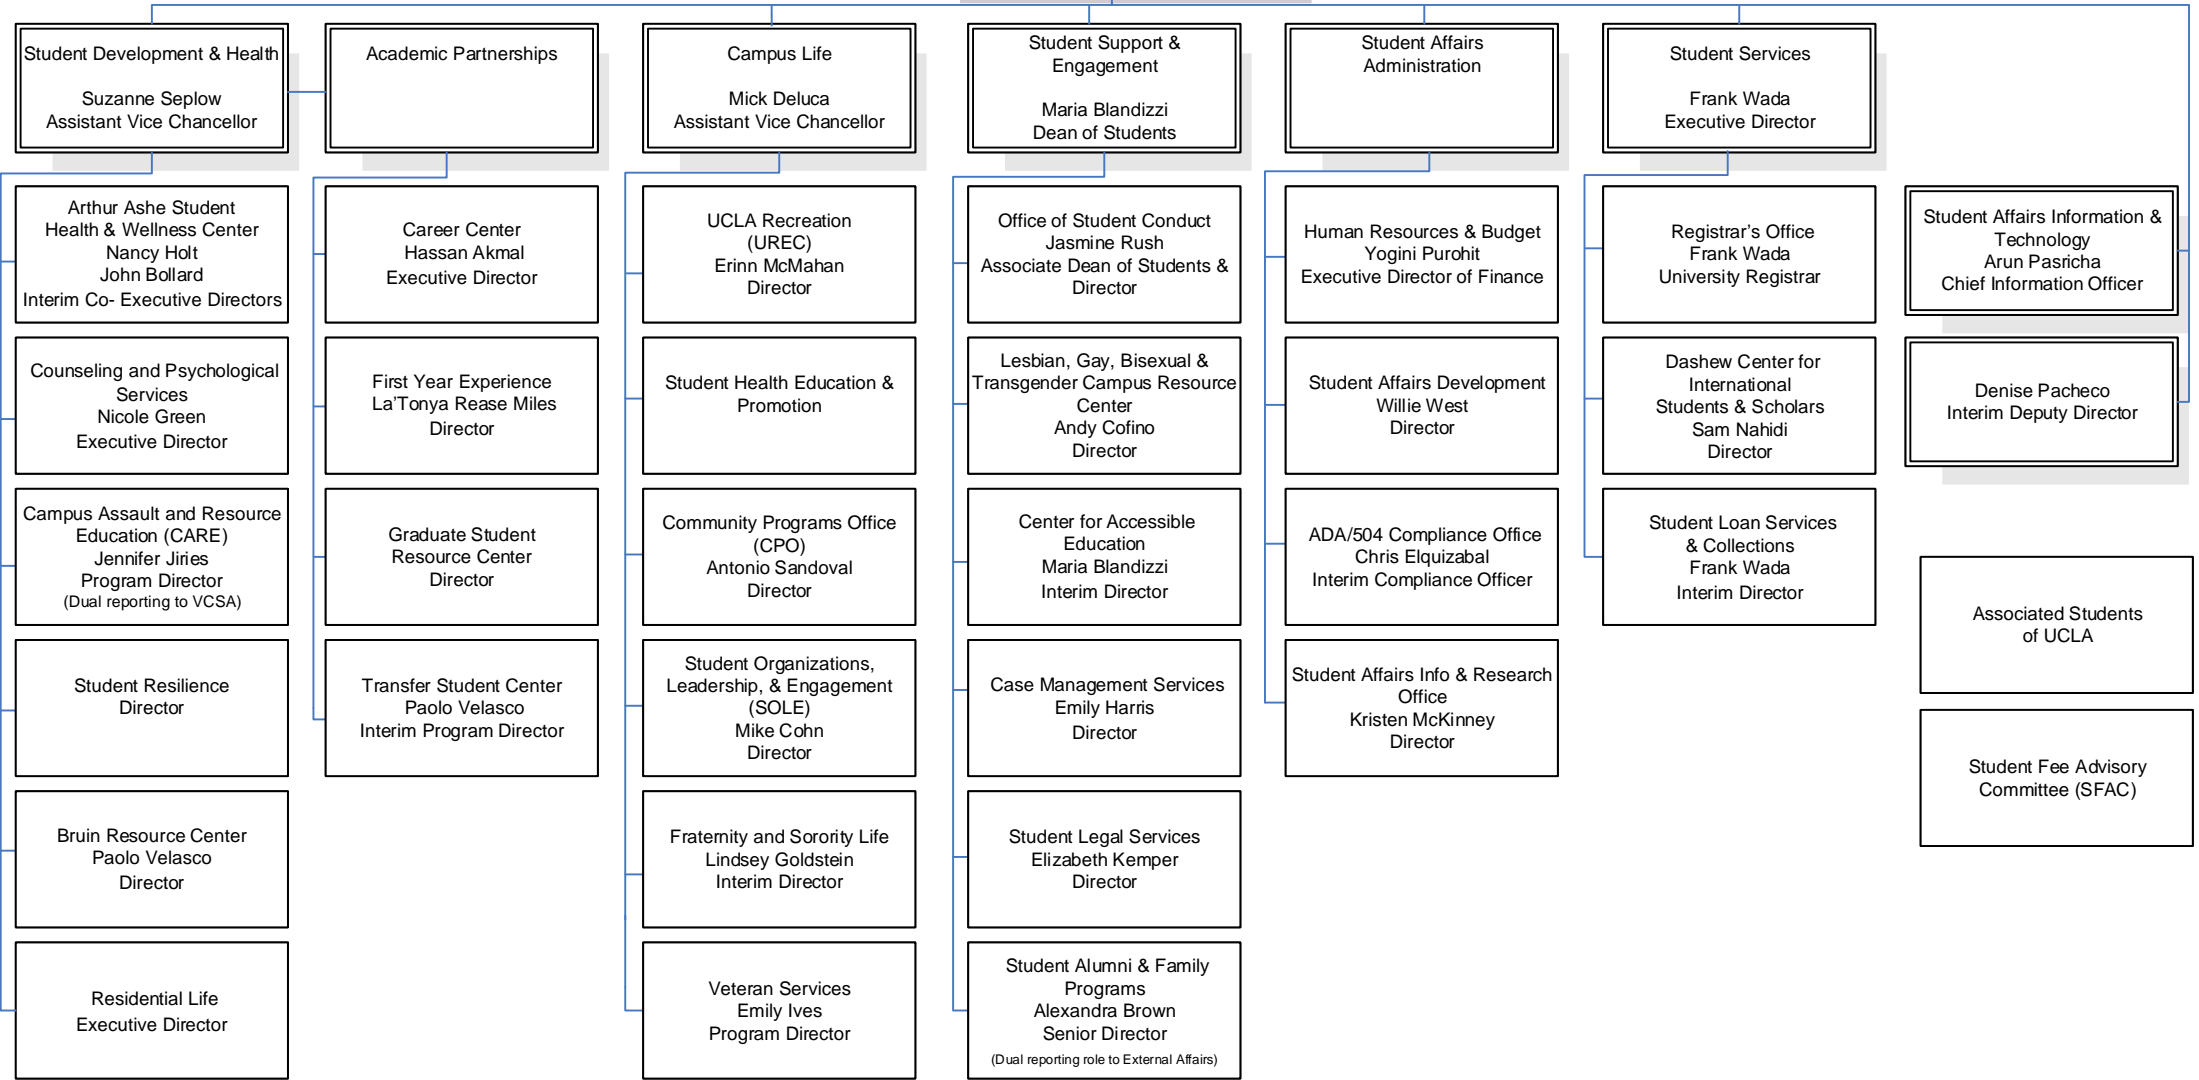 Student Development & Health
Suzanne Seplow
Assistant Vice Chancellor
Academic Partnerships
Campus Life
Mick Deluca
Assistant Vice Chancellor
Student Support &
Engagement
Maria Blandizzi
Dean of Students
Student Affairs
Administration
Student Services
Frank Wada
Executive Director
Arthur Ashe Student
Health & Wellness Center
Nancy Holt
John Bollard
Interim Co- Executive Directors
Counseling and Psychological
Services
Nicole Green
Executive Director
Campus Assault and Resource
Education (CARE)
Jennifer Jiries
Program Director
(Dual reporting to VCSA)
Student Resilience
Director
Bruin Resource Center
Paolo Velasco
Director
Residential Life
Executive Director
Career Center
Hassan Akmal
Executive Director
First Year Experience
La’Tonya Rease Miles
Director
Graduate Student
Resource Center
Director
Transfer Student Center
Paolo Velasco
Interim Program Director
UCLA Recreation
(UREC)
Erinn McMahan
Director
Student Health Education &
Promotion
Community Programs Office
(CPO)
Antonio Sandoval
Director
Student Organizations,
Leadership, & Engagement
(SOLE)
Mike Cohn
Director
Fraternity and Sorority Life
Lindsey Goldstein
Interim Director
Veteran Services
Emily Ives
Program Director
Office of Student Conduct
Jasmine Rush
Associate Dean of Students &
Director
Lesbian, Gay, Bisexual &
Transgender Campus Resource
Center
Andy Cofino
Director
Center for Accessible
Education
Maria Blandizzi
Interim Director
Case Management Services
Emily Harris
Director
Student Legal Services
Elizabeth Kemper
Director
Student Alumni & Family
Programs
Alexandra Brown
Senior Director
(Dual reporting role to External Affairs)
Human Resources & Budget
Yogini Purohit
Executive Director of Finance
Student Affairs Development
Willie West
Director
ADA/504 Compliance Office
Chris Elquizabal
Interim Compliance Officer
Student Affairs Info & Research
Office
Kristen McKinney
Director
Registrar’s Office
Frank Wada
University Registrar
Dashew Center for
International
Students & Scholars
Sam Nahidi
Director
Student Loan Services
& Collections
Frank Wada
Interim Director
Student Affairs Information &
Technology
Arun Pasricha
Chief Information Officer
Denise Pacheco
Interim Deputy Director
Associated Students
of UCLA
Student Fee Advisory
Committee (SFAC)